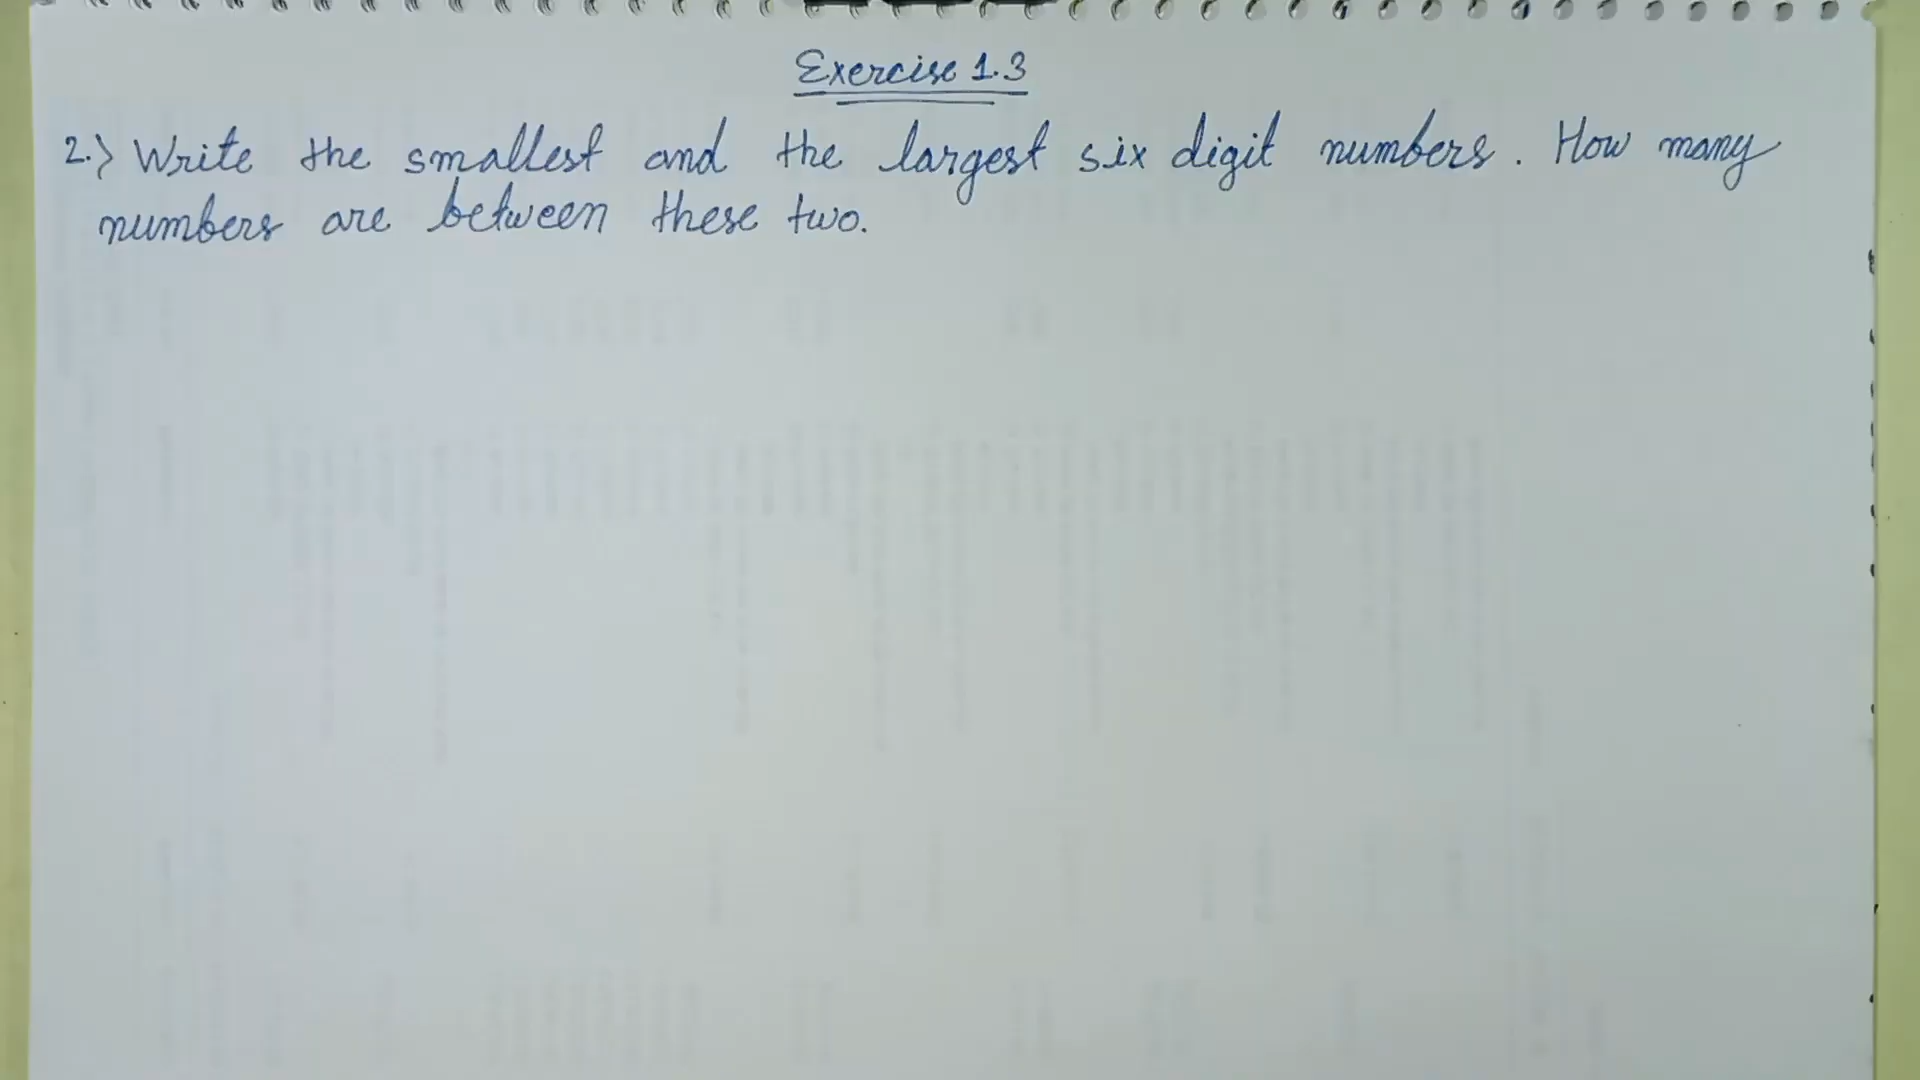 Exercise 1.3
2.) Write the smallest and the largest six digit numbers. How many
numbers are between these two.